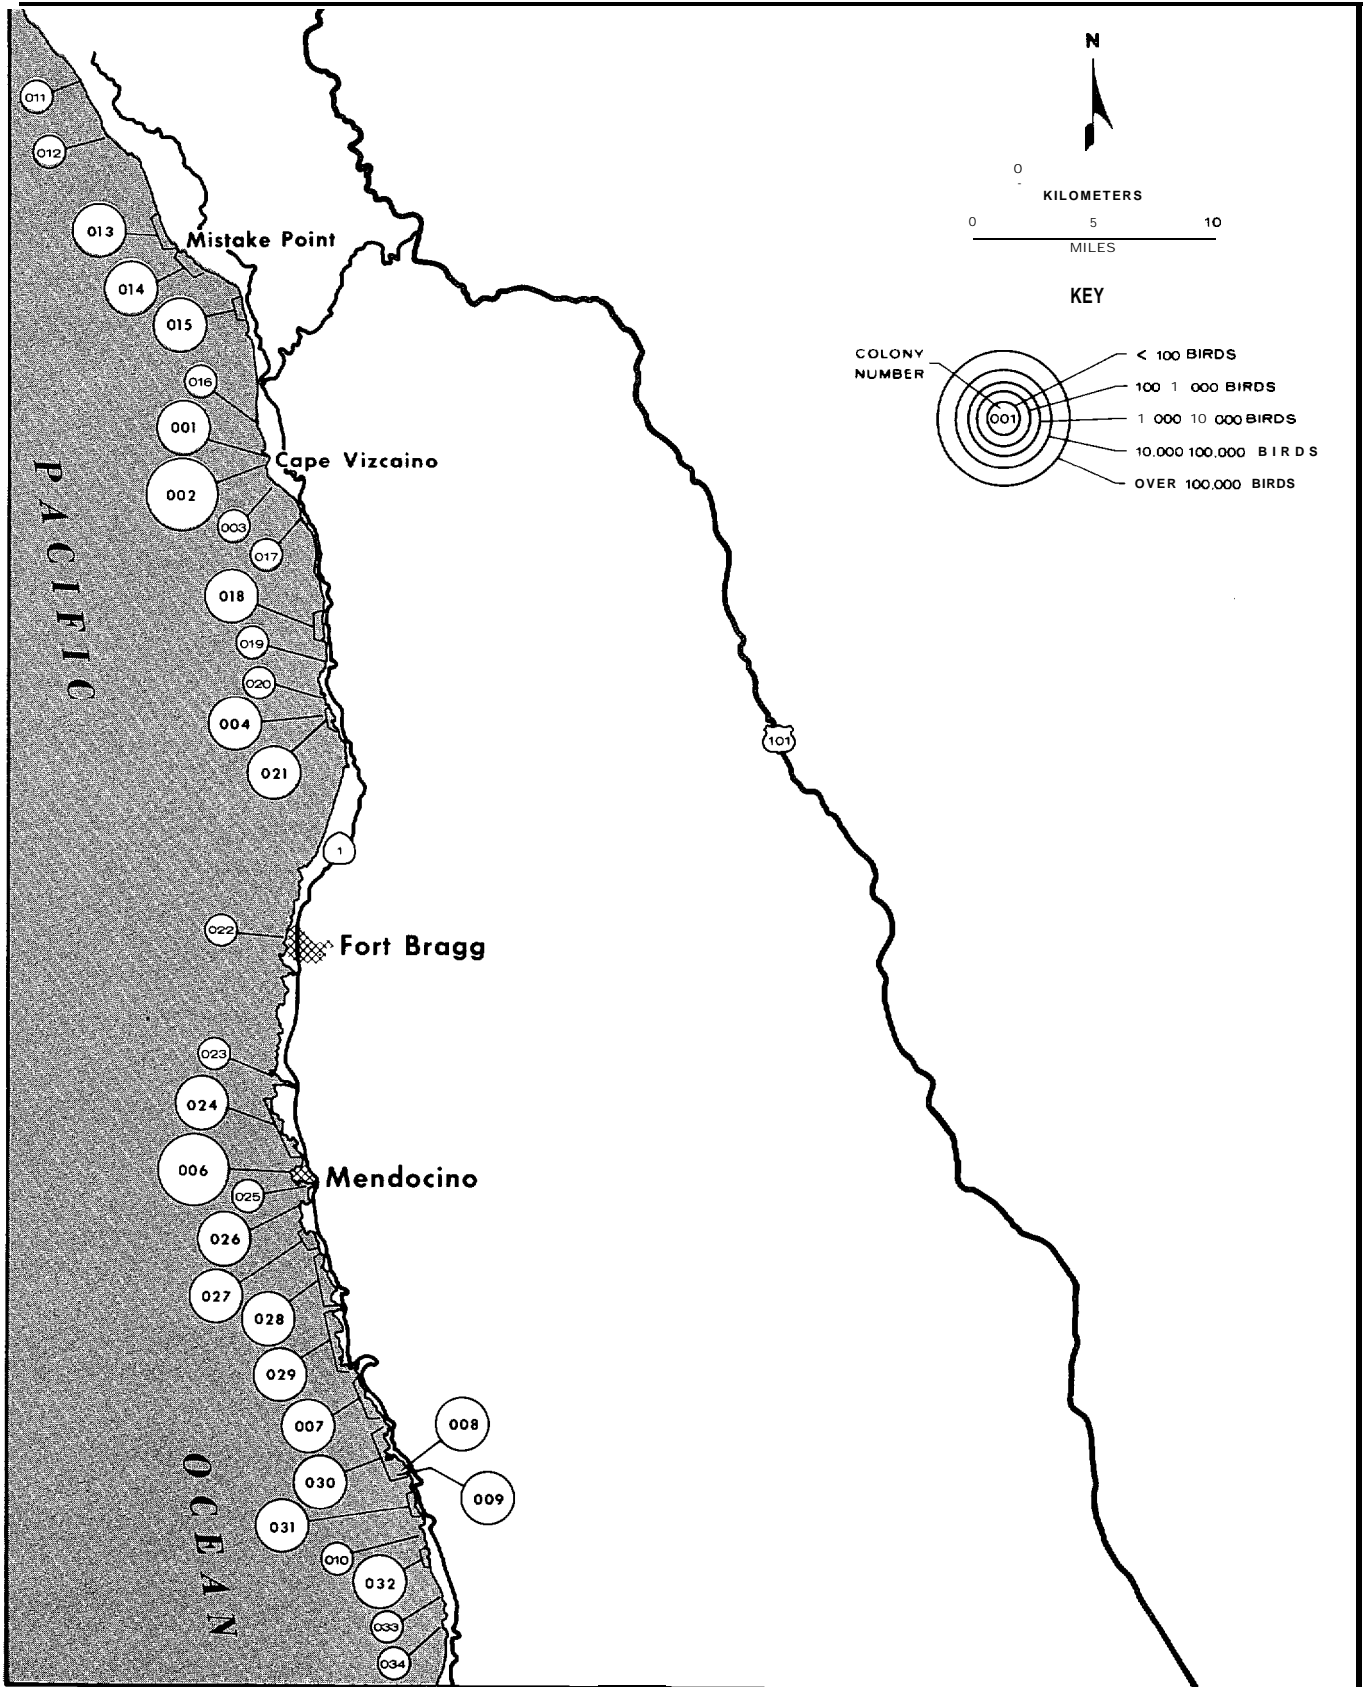 N
0
KILOMETERS
0 5 10
MILES
KEY
COLONY
NUMBER
001
< 100 BIRDS
100 1 000 BIRDS
1 000 10 000 BIRDS
10.000 100.000 BIRDS
OVER 100.000 BIRDS
011
012
013
Mistake Point
014
015
016
001
Cape Vizcaino
002
003
017
018
019
020
004
021
101
1
022
Fort Bragg
023
024
006
Mendocino
025
026
027
028
029
007
008
030
009
031
010
032
033
034
PACIFIC
OCEAN